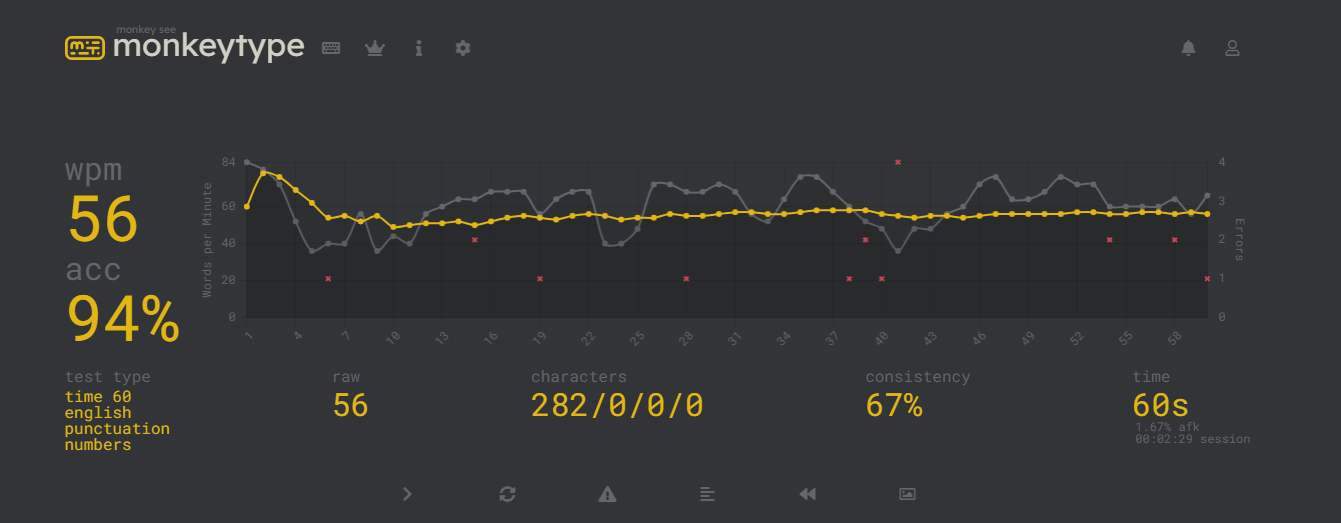 monkey see
monkeytype
wpm
56
acc
94%
Words per Minute
84
60
40
20
0
4
3
2
1
0
Errors
1 4 7 10 13 16 19 22 25 28 31 34 37 40 43 46 49 52 55 58
test type
time 60
english
punctuation
numbers
raw
56
characters
282/0/0/0
consistency
67%
time
60s
1.67% afk
00:02:29 session